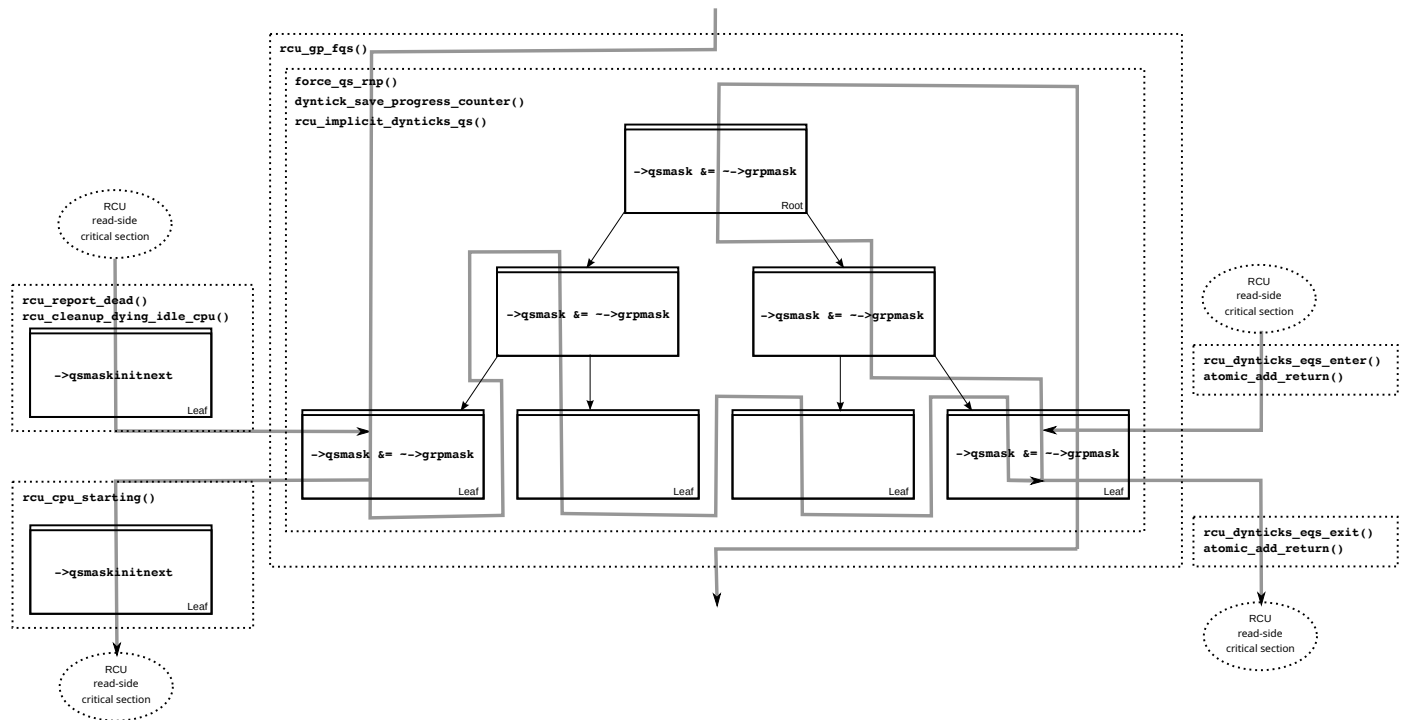 rcu_gp_fqs()
force_qs_rnp()
dyntick_save_progress_counter()
rcu_implicit_dynticks_qs()
->qsmask &= ~->grpmask
Root
RCU
read-side
critical section
rcu_report_dead()
rcu_cleanup_dying_idle_cpu()
->qsmaskinitnext
Leaf
->qsmask &= ~->grpmask
->qsmask &= ~->grpmask
RCU
read-side
critical section
rcu_dynticks_eqs_enter()
atomic_add_return()
->qsmask &= ~->grpmask
Leaf
Leaf
Leaf
->qsmask &= ~->grpmask
Leaf
rcu_cpu_starting()
->qsmaskinitnext
Leaf
RCU
read-side
critical section
rcu_dynticks_eqs_exit()
atomic_add_return()
RCU
read-side
critical section